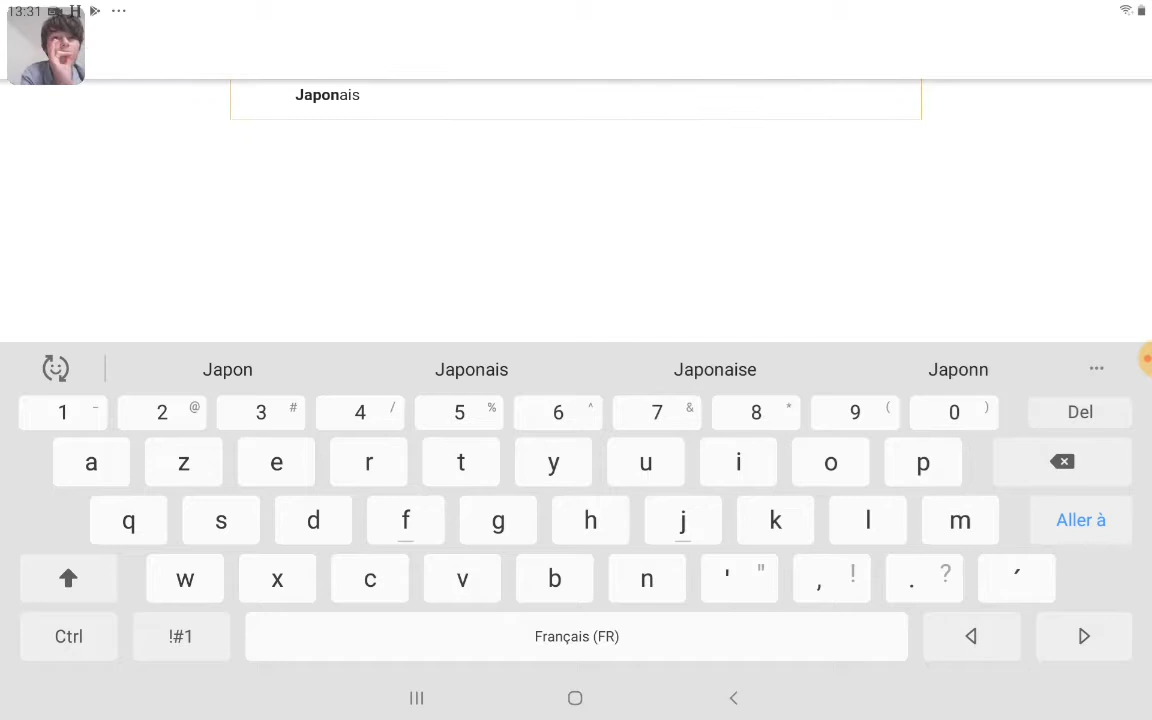 13:31 H
Japonais
Japon Japonais Japonaise Japonn ...
1 - 2 @ 3 # 4 / 5 % 6 ^ 7 & 8 * 9 ( 0 ) Del
a z e r t y u i o p
q s d f g h j k l m Aller à
w x c v b n ' " , ! . ? ´
Ctrl !#1 Français (FR)